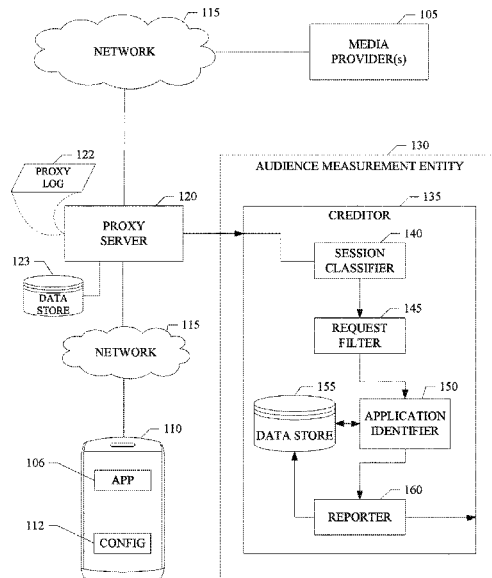 115
NETWORK
105
MEDIA
PROVIDER(s)
122
PROXY
LOG
130
AUDIENCE MEASUREMENT ENTITY
120
PROXY
SERVER
135
CREDITOR
140
SESSION
CLASSIFIER
123
DATA
STORE
145
REQUEST
FILTER
115
NETWORK
155
DATA STORE
150
APPLICATION
IDENTIFIER
110
106
APP
160
REPORTER
112
CONFIG